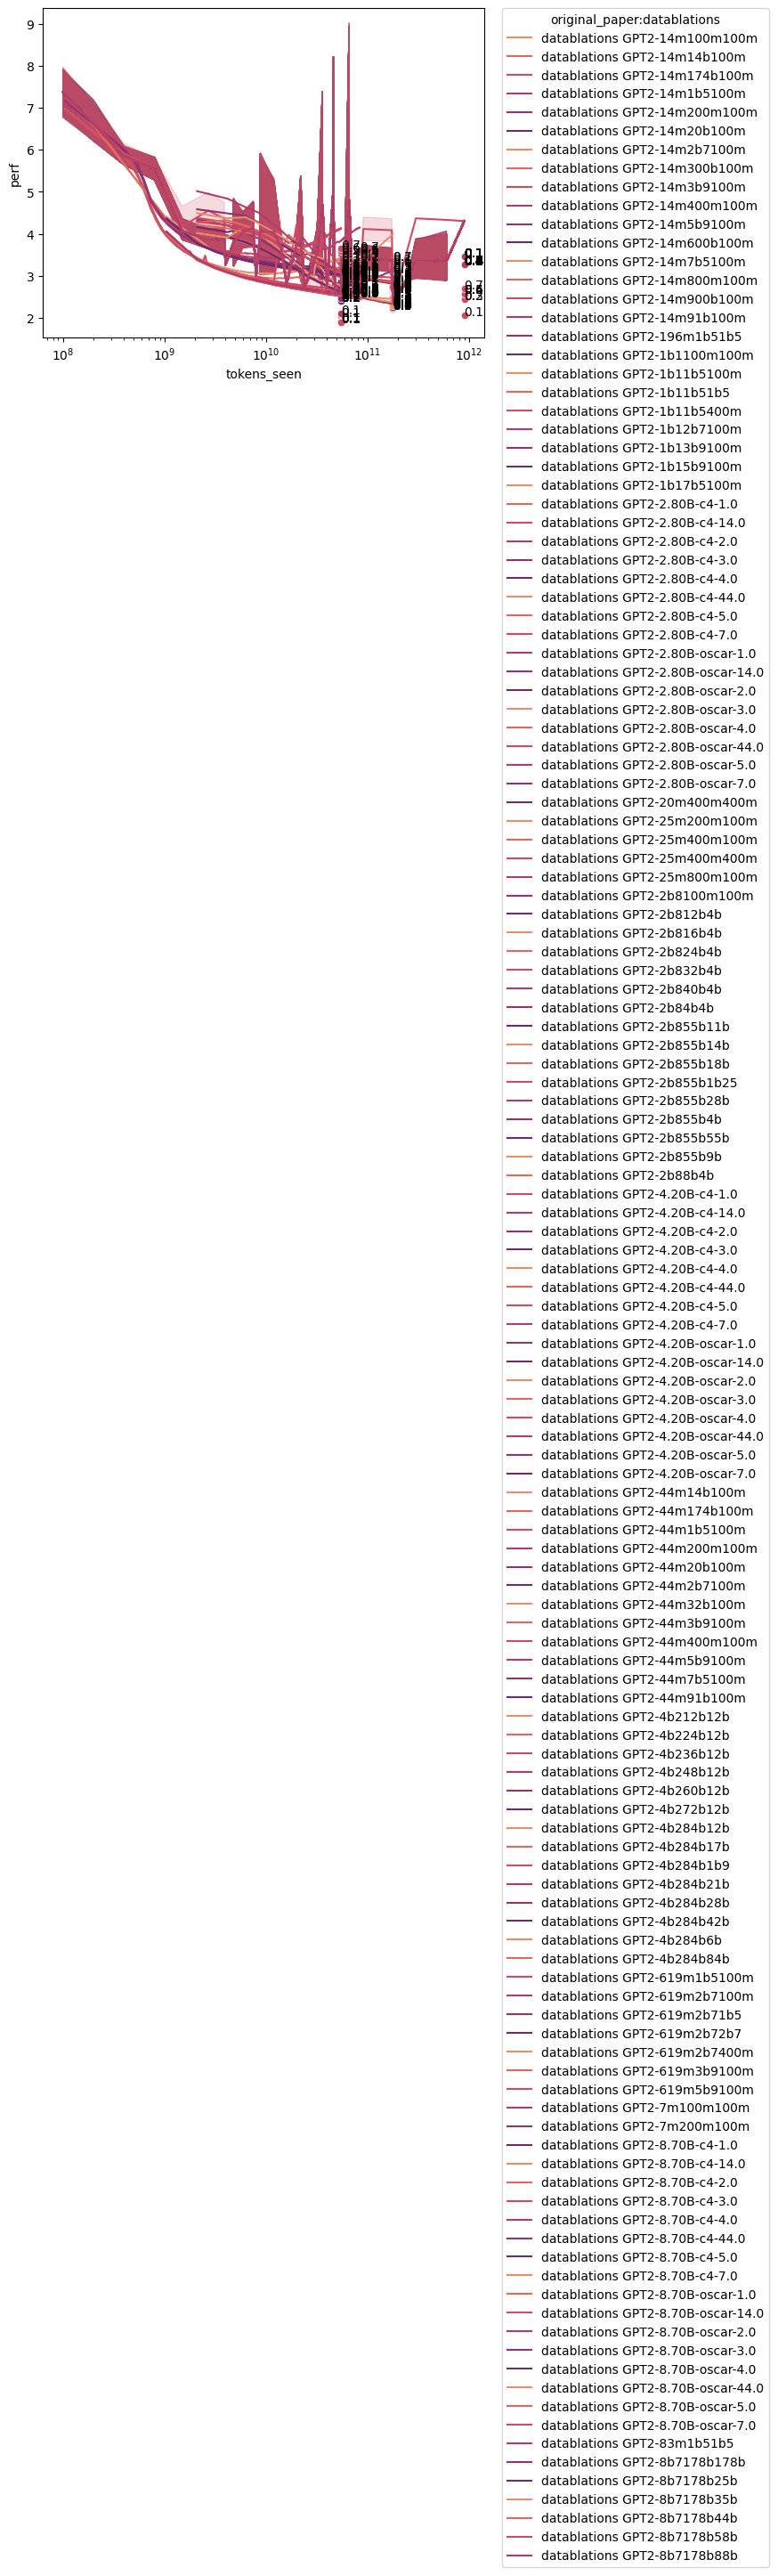 original_paper:datablations
datablations GPT2-14m100m100m
datablations GPT2-14m14b100m
datablations GPT2-14m174b100m
datablations GPT2-14m1b5100m
datablations GPT2-14m200m100m
datablations GPT2-14m20b100m
datablations GPT2-14m2b7100m
datablations GPT2-14m300b100m
datablations GPT2-14m3b9100m
datablations GPT2-14m400m100m
datablations GPT2-14m5b9100m
datablations GPT2-14m600b100m
datablations GPT2-14m7b5100m
datablations GPT2-14m800m100m
datablations GPT2-14m900b100m
datablations GPT2-14m91b100m
datablations GPT2-196m1b51b5
datablations GPT2-1b1100m100m
datablations GPT2-1b11b5100m
datablations GPT2-1b11b51b5
datablations GPT2-1b11b5400m
datablations GPT2-1b12b7100m
datablations GPT2-1b13b9100m
datablations GPT2-1b15b9100m
datablations GPT2-1b17b5100m
datablations GPT2-2.80B-c4-1.0
datablations GPT2-2.80B-c4-14.0
datablations GPT2-2.80B-c4-2.0
datablations GPT2-2.80B-c4-3.0
datablations GPT2-2.80B-c4-4.0
datablations GPT2-2.80B-c4-44.0
datablations GPT2-2.80B-c4-5.0
datablations GPT2-2.80B-c4-7.0
datablations GPT2-2.80B-oscar-1.0
datablations GPT2-2.80B-oscar-14.0
datablations GPT2-2.80B-oscar-2.0
datablations GPT2-2.80B-oscar-3.0
datablations GPT2-2.80B-oscar-4.0
datablations GPT2-2.80B-oscar-44.0
datablations GPT2-2.80B-oscar-5.0
datablations GPT2-2.80B-oscar-7.0
datablations GPT2-20m400m400m
datablations GPT2-25m200m100m
datablations GPT2-25m400m100m
datablations GPT2-25m400m400m
datablations GPT2-25m800m100m
datablations GPT2-2b8100m100m
datablations GPT2-2b812b4b
datablations GPT2-2b816b4b
datablations GPT2-2b824b4b
datablations GPT2-2b832b4b
datablations GPT2-2b840b4b
datablations GPT2-2b84b4b
datablations GPT2-2b855b11b
datablations GPT2-2b855b14b
datablations GPT2-2b855b18b
datablations GPT2-2b855b1b25
datablations GPT2-2b855b28b
datablations GPT2-2b855b4b
datablations GPT2-2b855b55b
datablations GPT2-2b855b9b
datablations GPT2-2b88b4b
datablations GPT2-4.20B-c4-1.0
datablations GPT2-4.20B-c4-14.0
datablations GPT2-4.20B-c4-2.0
datablations GPT2-4.20B-c4-3.0
datablations GPT2-4.20B-c4-4.0
datablations GPT2-4.20B-c4-44.0
datablations GPT2-4.20B-c4-5.0
datablations GPT2-4.20B-c4-7.0
datablations GPT2-4.20B-oscar-1.0
datablations GPT2-4.20B-oscar-14.0
datablations GPT2-4.20B-oscar-2.0
datablations GPT2-4.20B-oscar-3.0
datablations GPT2-4.20B-oscar-4.0
datablations GPT2-4.20B-oscar-44.0
datablations GPT2-4.20B-oscar-5.0
datablations GPT2-4.20B-oscar-7.0
datablations GPT2-44m14b100m
datablations GPT2-44m174b100m
datablations GPT2-44m1b5100m
datablations GPT2-44m200m100m
datablations GPT2-44m20b100m
datablations GPT2-44m2b7100m
datablations GPT2-44m32b100m
datablations GPT2-44m3b9100m
datablations GPT2-44m400m100m
datablations GPT2-44m5b9100m
datablations GPT2-44m7b5100m
datablations GPT2-44m91b100m
datablations GPT2-4b212b12b
datablations GPT2-4b224b12b
datablations GPT2-4b236b12b
datablations GPT2-4b248b12b
datablations GPT2-4b260b12b
datablations GPT2-4b272b12b
datablations GPT2-4b284b12b
datablations GPT2-4b284b17b
datablations GPT2-4b284b1b9
datablations GPT2-4b284b21b
datablations GPT2-4b284b28b
datablations GPT2-4b284b42b
datablations GPT2-4b284b6b
datablations GPT2-4b284b84b
datablations GPT2-619m1b5100m
datablations GPT2-619m2b7100m
datablations GPT2-619m2b71b5
datablations GPT2-619m2b72b7
datablations GPT2-619m2b7400m
datablations GPT2-619m3b9100m
datablations GPT2-619m5b9100m
datablations GPT2-7m100m100m
datablations GPT2-7m200m100m
datablations GPT2-8.70B-c4-1.0
datablations GPT2-8.70B-c4-14.0
datablations GPT2-8.70B-c4-2.0
datablations GPT2-8.70B-c4-3.0
datablations GPT2-8.70B-c4-4.0
datablations GPT2-8.70B-c4-44.0
datablations GPT2-8.70B-c4-5.0
datablations GPT2-8.70B-c4-7.0
datablations GPT2-8.70B-oscar-1.0
datablations GPT2-8.70B-oscar-14.0
datablations GPT2-8.70B-oscar-2.0
datablations GPT2-8.70B-oscar-3.0
datablations GPT2-8.70B-oscar-4.0
datablations GPT2-8.70B-oscar-44.0
datablations GPT2-8.70B-oscar-5.0
datablations GPT2-8.70B-oscar-7.0
datablations GPT2-83m1b51b5
datablations GPT2-8b7178b178b
datablations GPT2-8b7178b25b
datablations GPT2-8b7178b35b
datablations GPT2-8b7178b44b
datablations GPT2-8b7178b58b
datablations GPT2-8b7178b88b
perf
9
8
7
6
5
4
3
2
10⁸
10⁹
10¹⁰
10¹¹
10¹²
tokens_seen
0.1